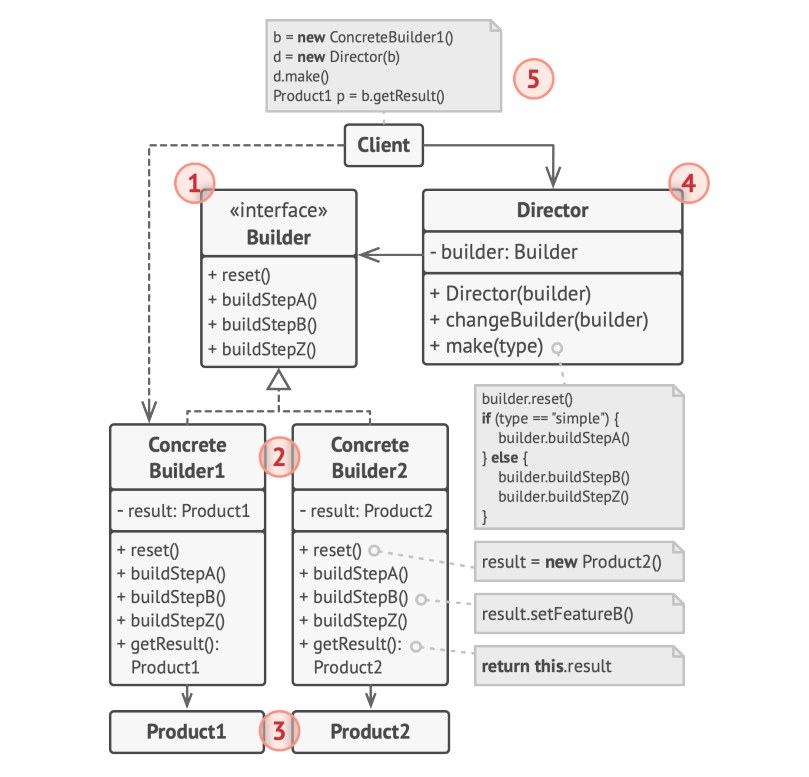 b = new ConcreteBuilder1()
d = new Director(b)
d.make()
Product1 p = b.getResult()
5
Client
1
«interface»
Builder
+ reset()
+ buildStepA()
+ buildStepB()
+ buildStepZ()
4
Director
- builder: Builder
+ Director(builder)
+ changeBuilder(builder)
+ make(type)
builder.reset()
if (type == "simple") {
builder.buildStepA()
} else {
builder.buildStepB()
builder.buildStepZ()
}
2
Concrete
Builder1
- result: Product1
+ reset()
+ buildStepA()
+ buildStepB()
+ buildStepZ()
+ getResult():
Product1
Concrete
Builder2
- result: Product2
+ reset()
+ buildStepA()
+ buildStepB()
+ buildStepZ()
+ getResult():
Product2
result = new Product2()
result.setFeatureB()
return this.result
Product1
3
Product2